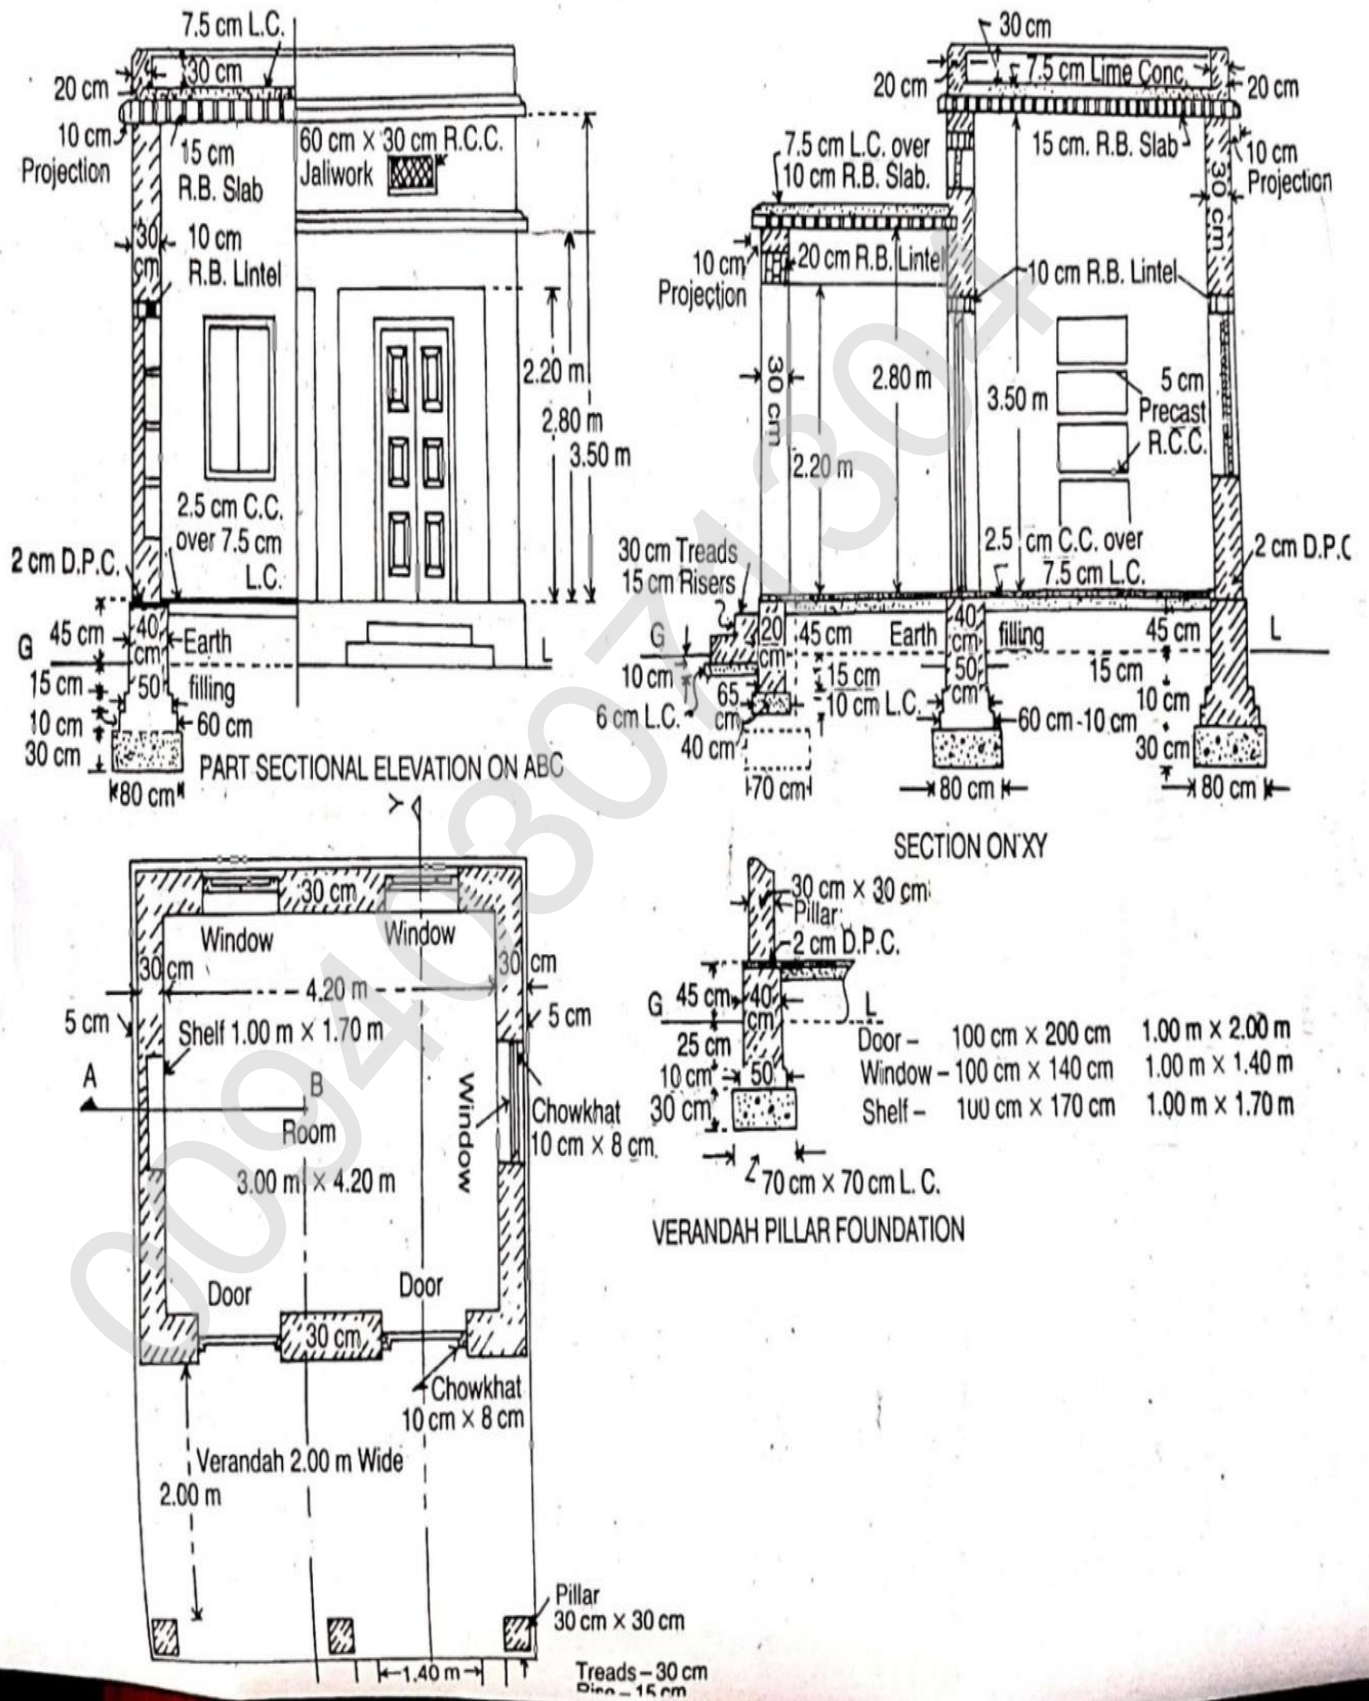 7.5 cm L.C.
30 cm
20 cm
10 cm
Projection
15 cm
R.B. Slab
60 cm × 30 cm R.C.C.
Jaliwork
30
cm
10 cm
R.B. Lintel
2.20 m
2.80 m
3.50 m
2.5 cm C.C.
over 7.5 cm
L.C.
2 cm D.P.C.
G
45 cm
40
cm
Earth
filling
L
15 cm
50
10 cm
60 cm
30 cm
80 cm
PART SECTIONAL ELEVATION ON ABC
30 cm
7.5 cm Lime Conc.
20 cm
20 cm
7.5 cm L.C. over
10 cm R.B. Slab.
15 cm. R.B. Slab
10 cm
Projection
30 cm
10 cm
Projection
20 cm R.B. Lintel
10 cm R.B. Lintel
30 cm
2.80 m
3.50 m
5 cm
Precast
R.C.C.
2.20 m
30 cm Treads
15 cm Risers
2.5 cm C.C. over
7.5 cm L.C.
2 cm D.P.C
G
20
cm
45 cm
Earth
40
cm
filling
45 cm
L
10 cm
15 cm
50
cm
15 cm
65
cm
10 cm L.C.
10 cm
6 cm L.C.
40 cm
60 cm -10 cm
30 cm
70 cm
80 cm
80 cm
SECTION ON XY
Y
30 cm
Window
Window
30 cm
30 cm
4.20 m
5 cm
5 cm
Shelf 1.00 m × 1.70 m
A
B
Room
Window
Chowkhat
10 cm × 8 cm.
3.00 m × 4.20 m
Door
Door
30 cm
Chowkhat
10 cm × 8 cm
Verandah 2.00 m Wide
2.00 m
Pillar
30 cm × 30 cm
1.40 m
Treads – 30 cm
Rise – 15 cm
30 cm × 30 cm
Pillar
2 cm D.P.C.
G
45 cm
40
cm
L
25 cm
10 cm
50
30 cm
70 cm × 70 cm L. C.
VERANDAH PILLAR FOUNDATION
Door – 100 cm × 200 cm 1.00 m × 2.00 m
Window – 100 cm × 140 cm 1.00 m × 1.40 m
Shelf – 100 cm × 170 cm 1.00 m × 1.70 m